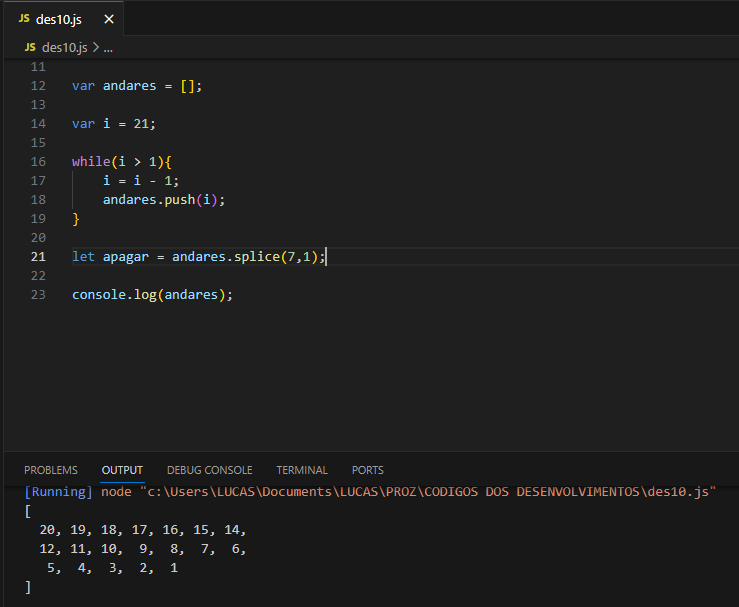 JS des10.js ×
JS des10.js > ...
11
12 var andares = [];
13
14 var i = 21;
15
16 while(i > 1){
17     i = i - 1;
18     andares.push(i);
19 }
20
21 let apagar = andares.splice(7,1);
22
23 console.log(andares);
PROBLEMS OUTPUT DEBUG CONSOLE TERMINAL PORTS
[Running] node "c:\Users\LUCAS\Documents\LUCAS\PROZ\CODIGOS DOS DESENVOLVIMENTOS\des10.js"
[
  20, 19, 18, 17, 16, 15, 14,
  12, 11, 10,  9,  8,  7,  6,
   5,  4,  3,  2,  1
]